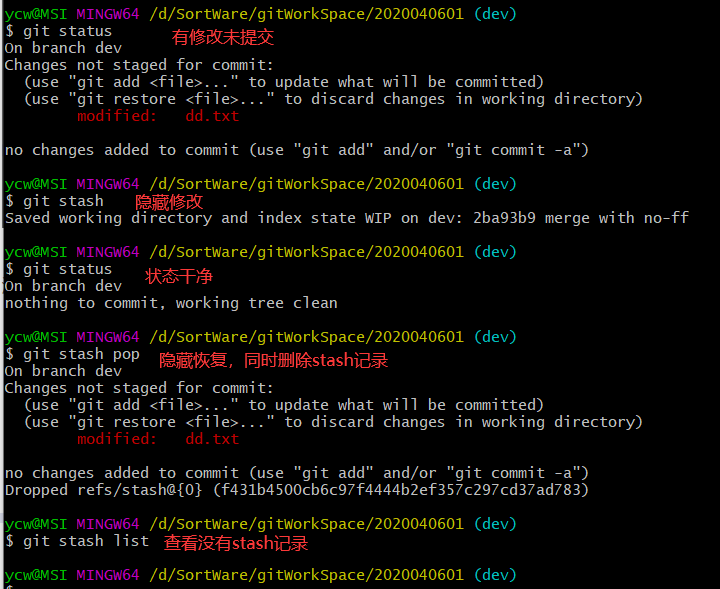 ycw@MSI MINGW64 /d/SortWare/gitWorkSpace/2020040601 (dev)
$ git status 有修改未提交
On branch dev
Changes not staged for commit:
  (use "git add <file>..." to update what will be committed)
  (use "git restore <file>..." to discard changes in working directory)
        modified:   dd.txt
no changes added to commit (use "git add" and/or "git commit -a")
ycw@MSI MINGW64 /d/SortWare/gitWorkSpace/2020040601 (dev)
$ git stash 隐藏修改
Saved working directory and index state WIP on dev: 2ba93b9 merge with no-ff
ycw@MSI MINGW64 /d/SortWare/gitWorkSpace/2020040601 (dev)
$ git status 状态干净
On branch dev
nothing to commit, working tree clean
ycw@MSI MINGW64 /d/SortWare/gitWorkSpace/2020040601 (dev)
$ git stash pop 隐藏恢复，同时删除stash记录
On branch dev
Changes not staged for commit:
  (use "git add <file>..." to update what will be committed)
  (use "git restore <file>..." to discard changes in working directory)
        modified:   dd.txt
no changes added to commit (use "git add" and/or "git commit -a")
Dropped refs/stash@{0} (f431b4500cb6c97f4444b2ef357c297cd37ad783)
ycw@MSI MINGW64 /d/SortWare/gitWorkSpace/2020040601 (dev)
$ git stash list 查看没有stash记录
ycw@MSI MINGW64 /d/SortWare/gitWorkSpace/2020040601 (dev)